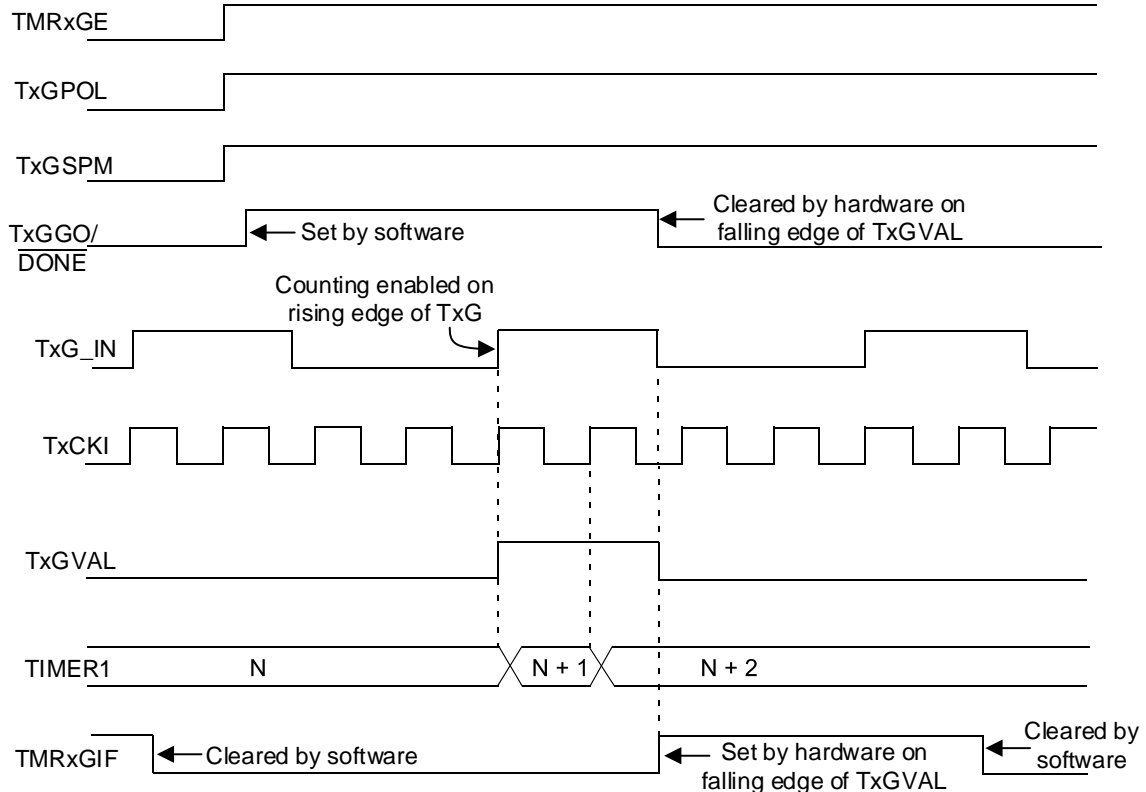 TMRxGE
TxGPOL
TxGSPM
TxGGO/
DONE
Set by software
Cleared by hardware on
falling edge of TxGVAL
Counting enabled on
rising edge of TxG
TxG_IN
TxCKI
TxGVAL
TIMER1
N
N + 1
N + 2
TMRxGIF
Cleared by software
Set by hardware on
falling edge of TxGVAL
Cleared by
software